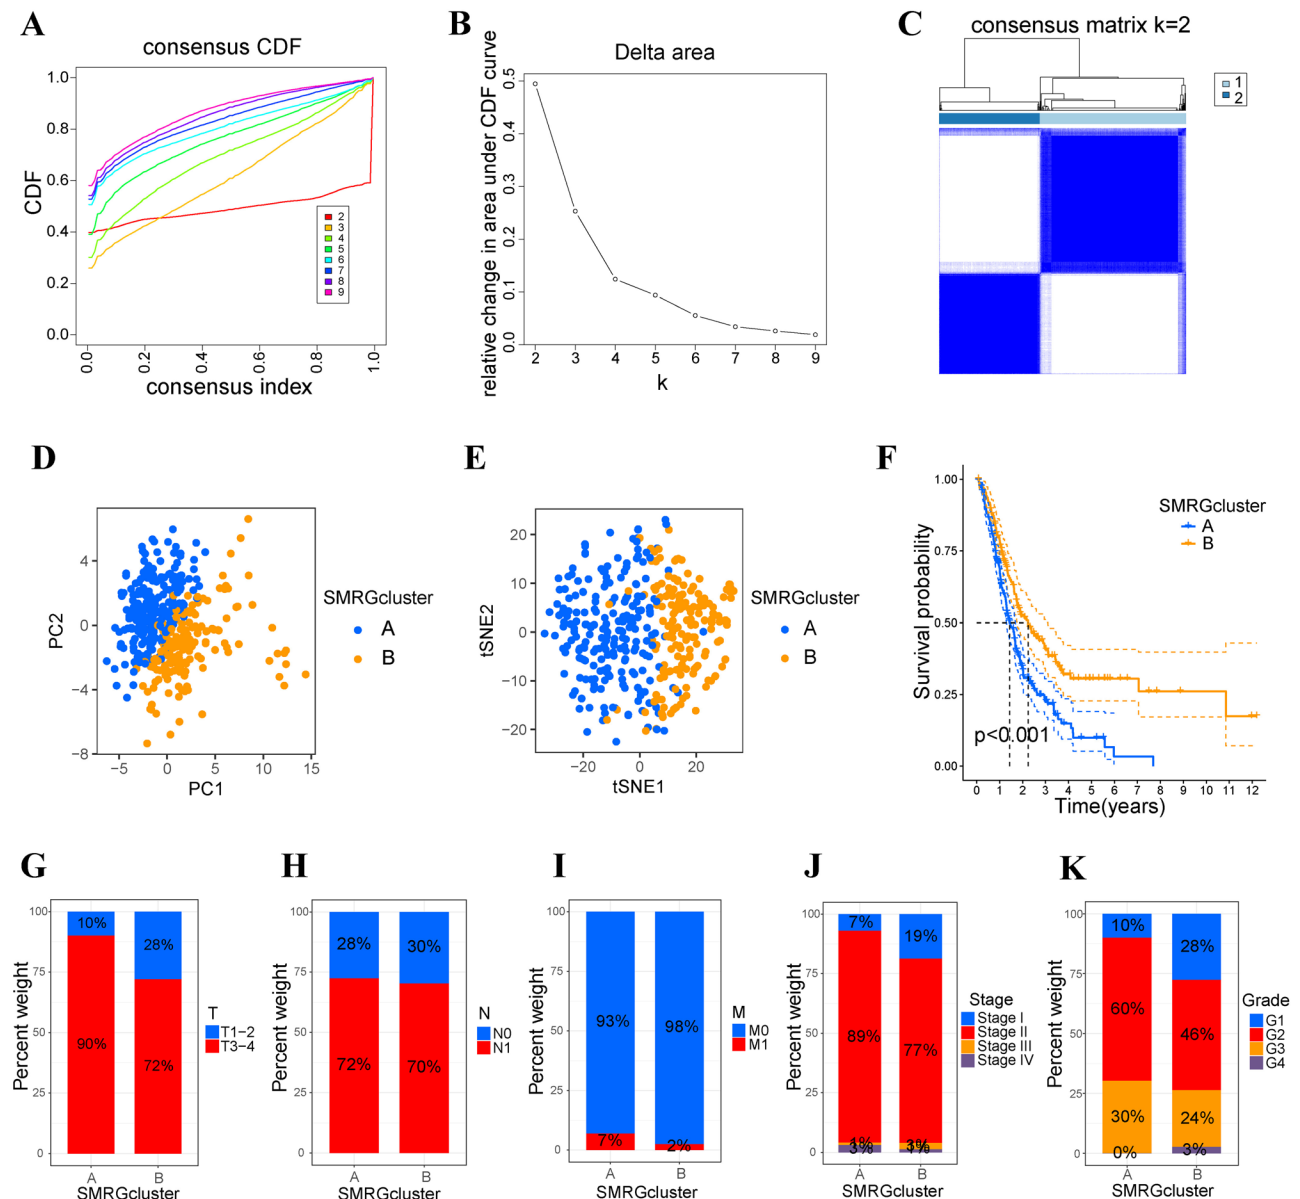 A
consensus CDF
CDF
1.0
0.8
0.6
0.4
0.2
0.0
2
3
4
5
6
7
8
9
0.0
0.2
0.4
0.6
0.8
1.0
consensus index
B
Delta area
relative change in area under CDF curve
0.5
0.4
0.3
0.2
0.1
0.0
2
3
4
5
6
7
8
9
k
C
consensus matrix k=2
1
2
D
PC2
4
0
−4
−8
−5
0
5
10
15
PC1
SMRGcluster
A
B
E
tSNE2
20
10
0
−10
−20
−20
0
20
tSNE1
SMRGcluster
A
B
F
Survival probability
1.00
0.75
0.50
0.25
0.00
SMRGcluster
A
B
p<0.001
0 1 2 3 4 5 6 7 8 9 10 11 12
Time(years)
G
Percent weight
100
75
50
25
0
10%
28%
90%
72%
T
T1−2
T3−4
A
B
SMRGcluster
H
Percent weight
100
75
50
25
0
28%
30%
72%
70%
N
N0
N1
A
B
SMRGcluster
I
Percent weight
100
75
50
25
0
93%
98%
7%
2%
M
M0
M1
A
B
SMRGcluster
J
Percent weight
100
75
50
25
0
7%
19%
89%
77%
1%
3%
3%
1%
Stage
Stage I
Stage II
Stage III
Stage IV
A
B
SMRGcluster
K
Percent weight
100
75
50
25
0
10%
28%
60%
46%
30%
24%
0%
3%
Grade
G1
G2
G3
G4
A
B
SMRGcluster